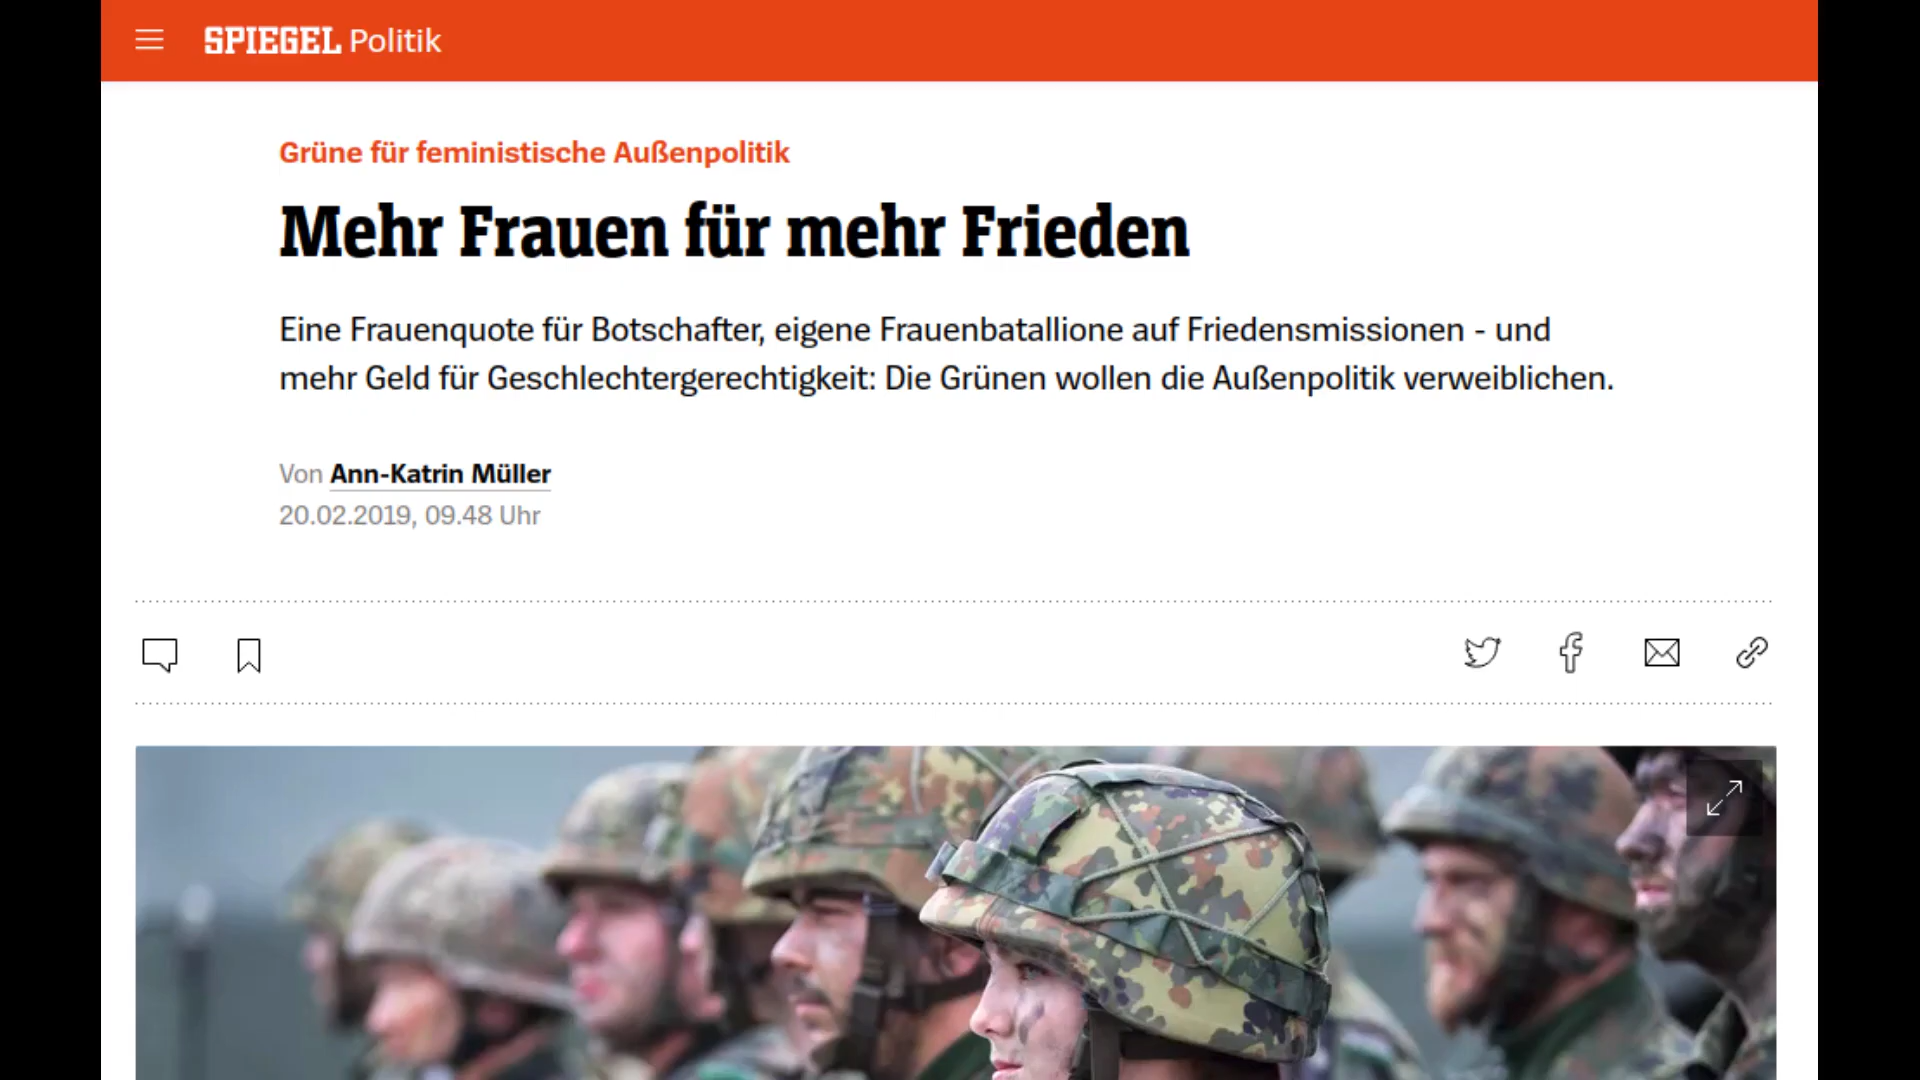 SPIEGEL Politik
Grüne für feministische Außenpolitik
Mehr Frauen für mehr Frieden
Eine Frauenquote für Botschafter, eigene Frauenbatallione auf Friedensmissionen - und
mehr Geld für Geschlechtergerechtigkeit: Die Grünen wollen die Außenpolitik verweiblichen.
Von Ann-Katrin Müller
20.02.2019, 09.48 Uhr